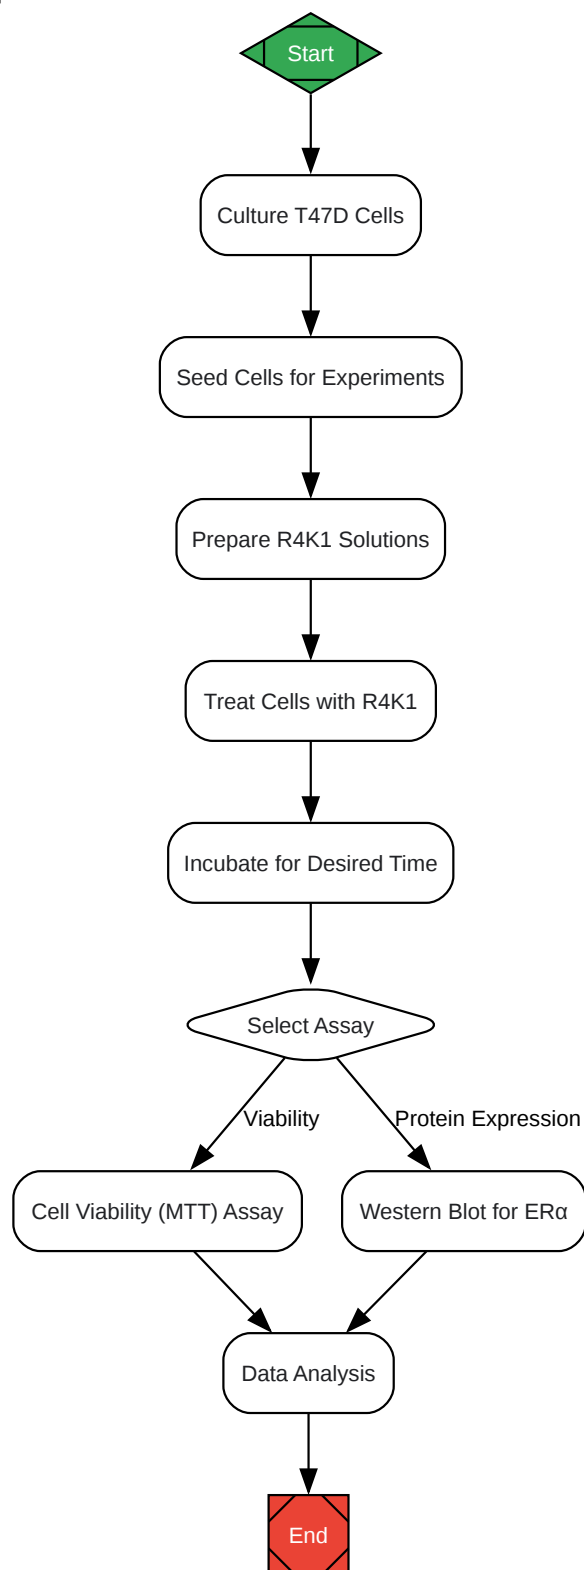 Start
Culture T47D Cells
Seed Cells for Experiments
Prepare R4K1 Solutions
Treat Cells with R4K1
Incubate for Desired Time
Select Assay
Viability
Protein Expression
Cell Viability (MTT) Assay
Western Blot for ERα
Data Analysis
End